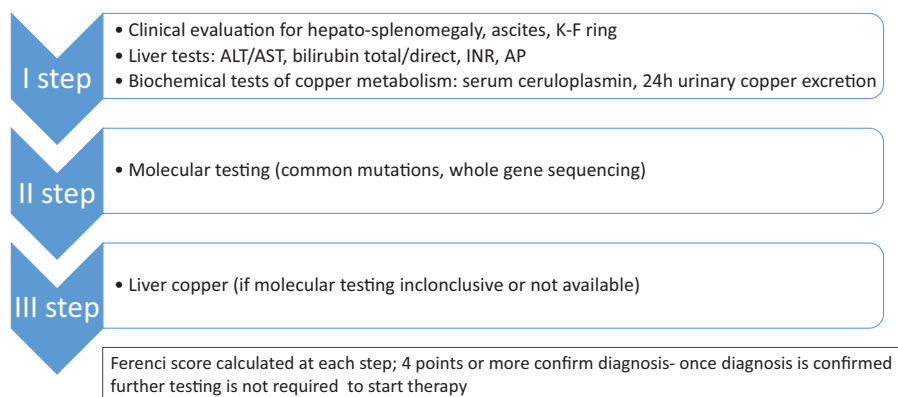 I step
• Clinical evaluation for hepato-splenomegaly, ascites, K-F ring
• Liver tests: ALT/AST, bilirubin total/direct, INR, AP
• Biochemical tests of copper metabolism: serum ceruloplasmin, 24h urinary copper excretion
II step
• Molecular testing (common mutations, whole gene sequencing)
III step
• Liver copper (if molecular testing inclonclusive or not available)
Ferenci score calculated at each step; 4 points or more confirm diagnosis- once diagnosis is confirmed
further testing is not required to start therapy